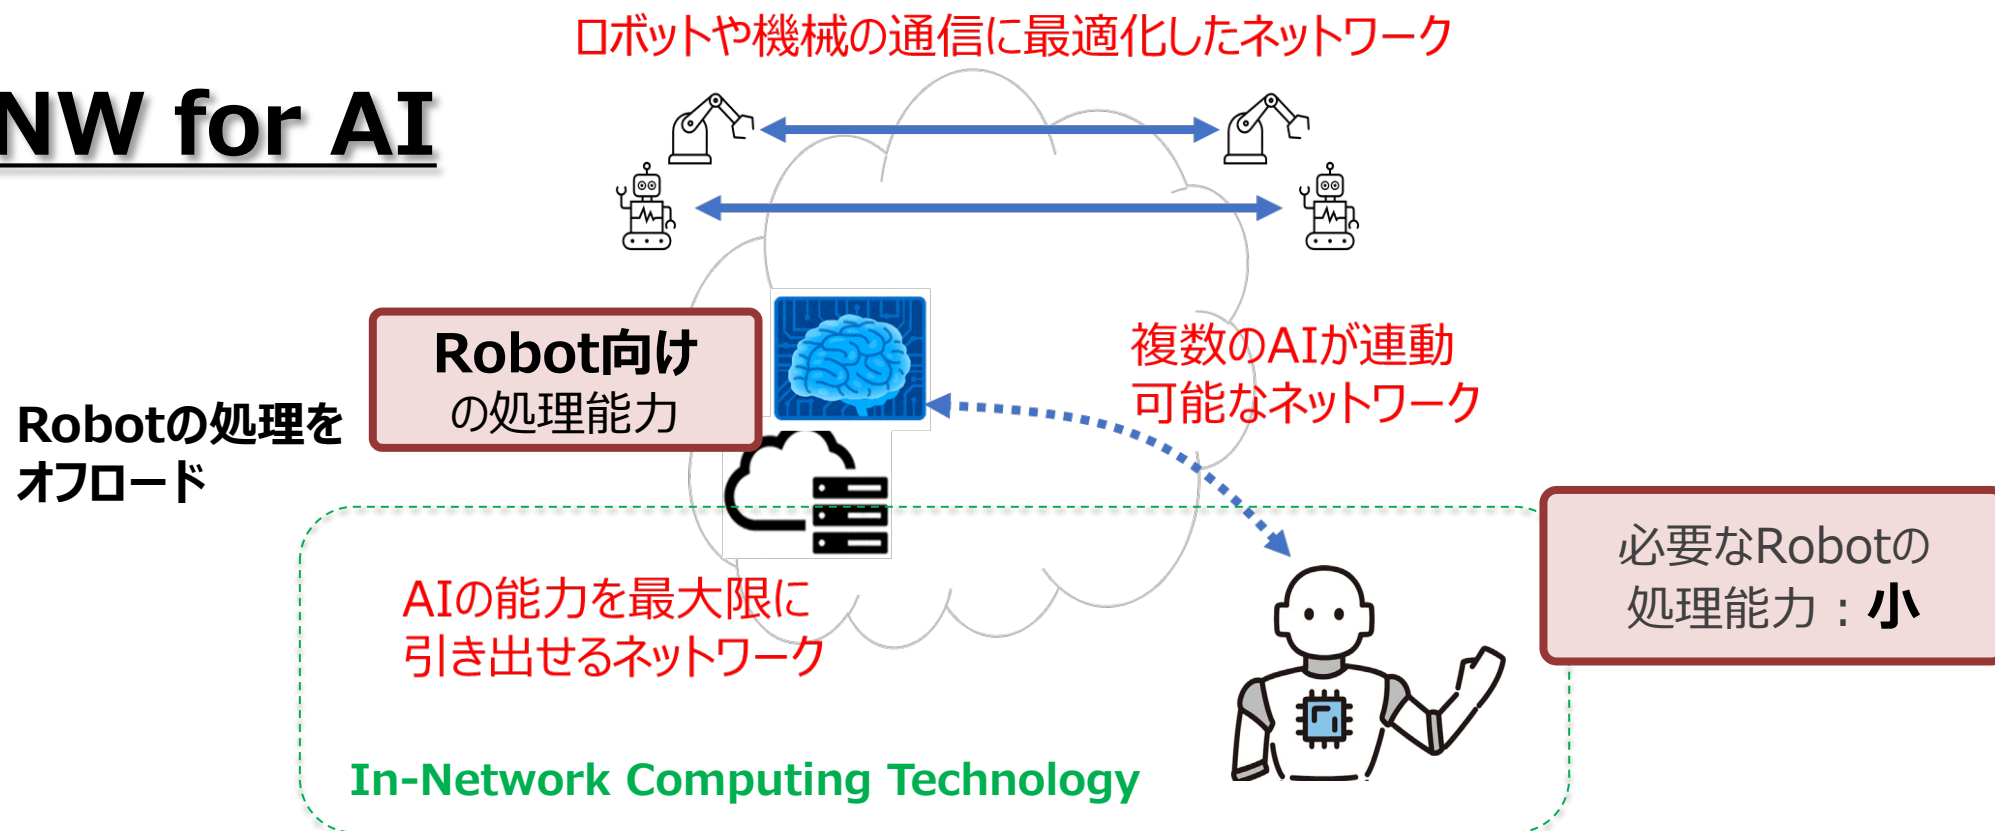 ロボットや機械の通信に最適化したネットワーク
NW for AI
Robot向け
の処理能力
複数のAIが連動
可能なネットワーク
Robotの処理を
オフロード
必要なRobotの
処理能力：小
AIの能力を最大限に
引き出せるネットワーク
In-Network Computing Technology